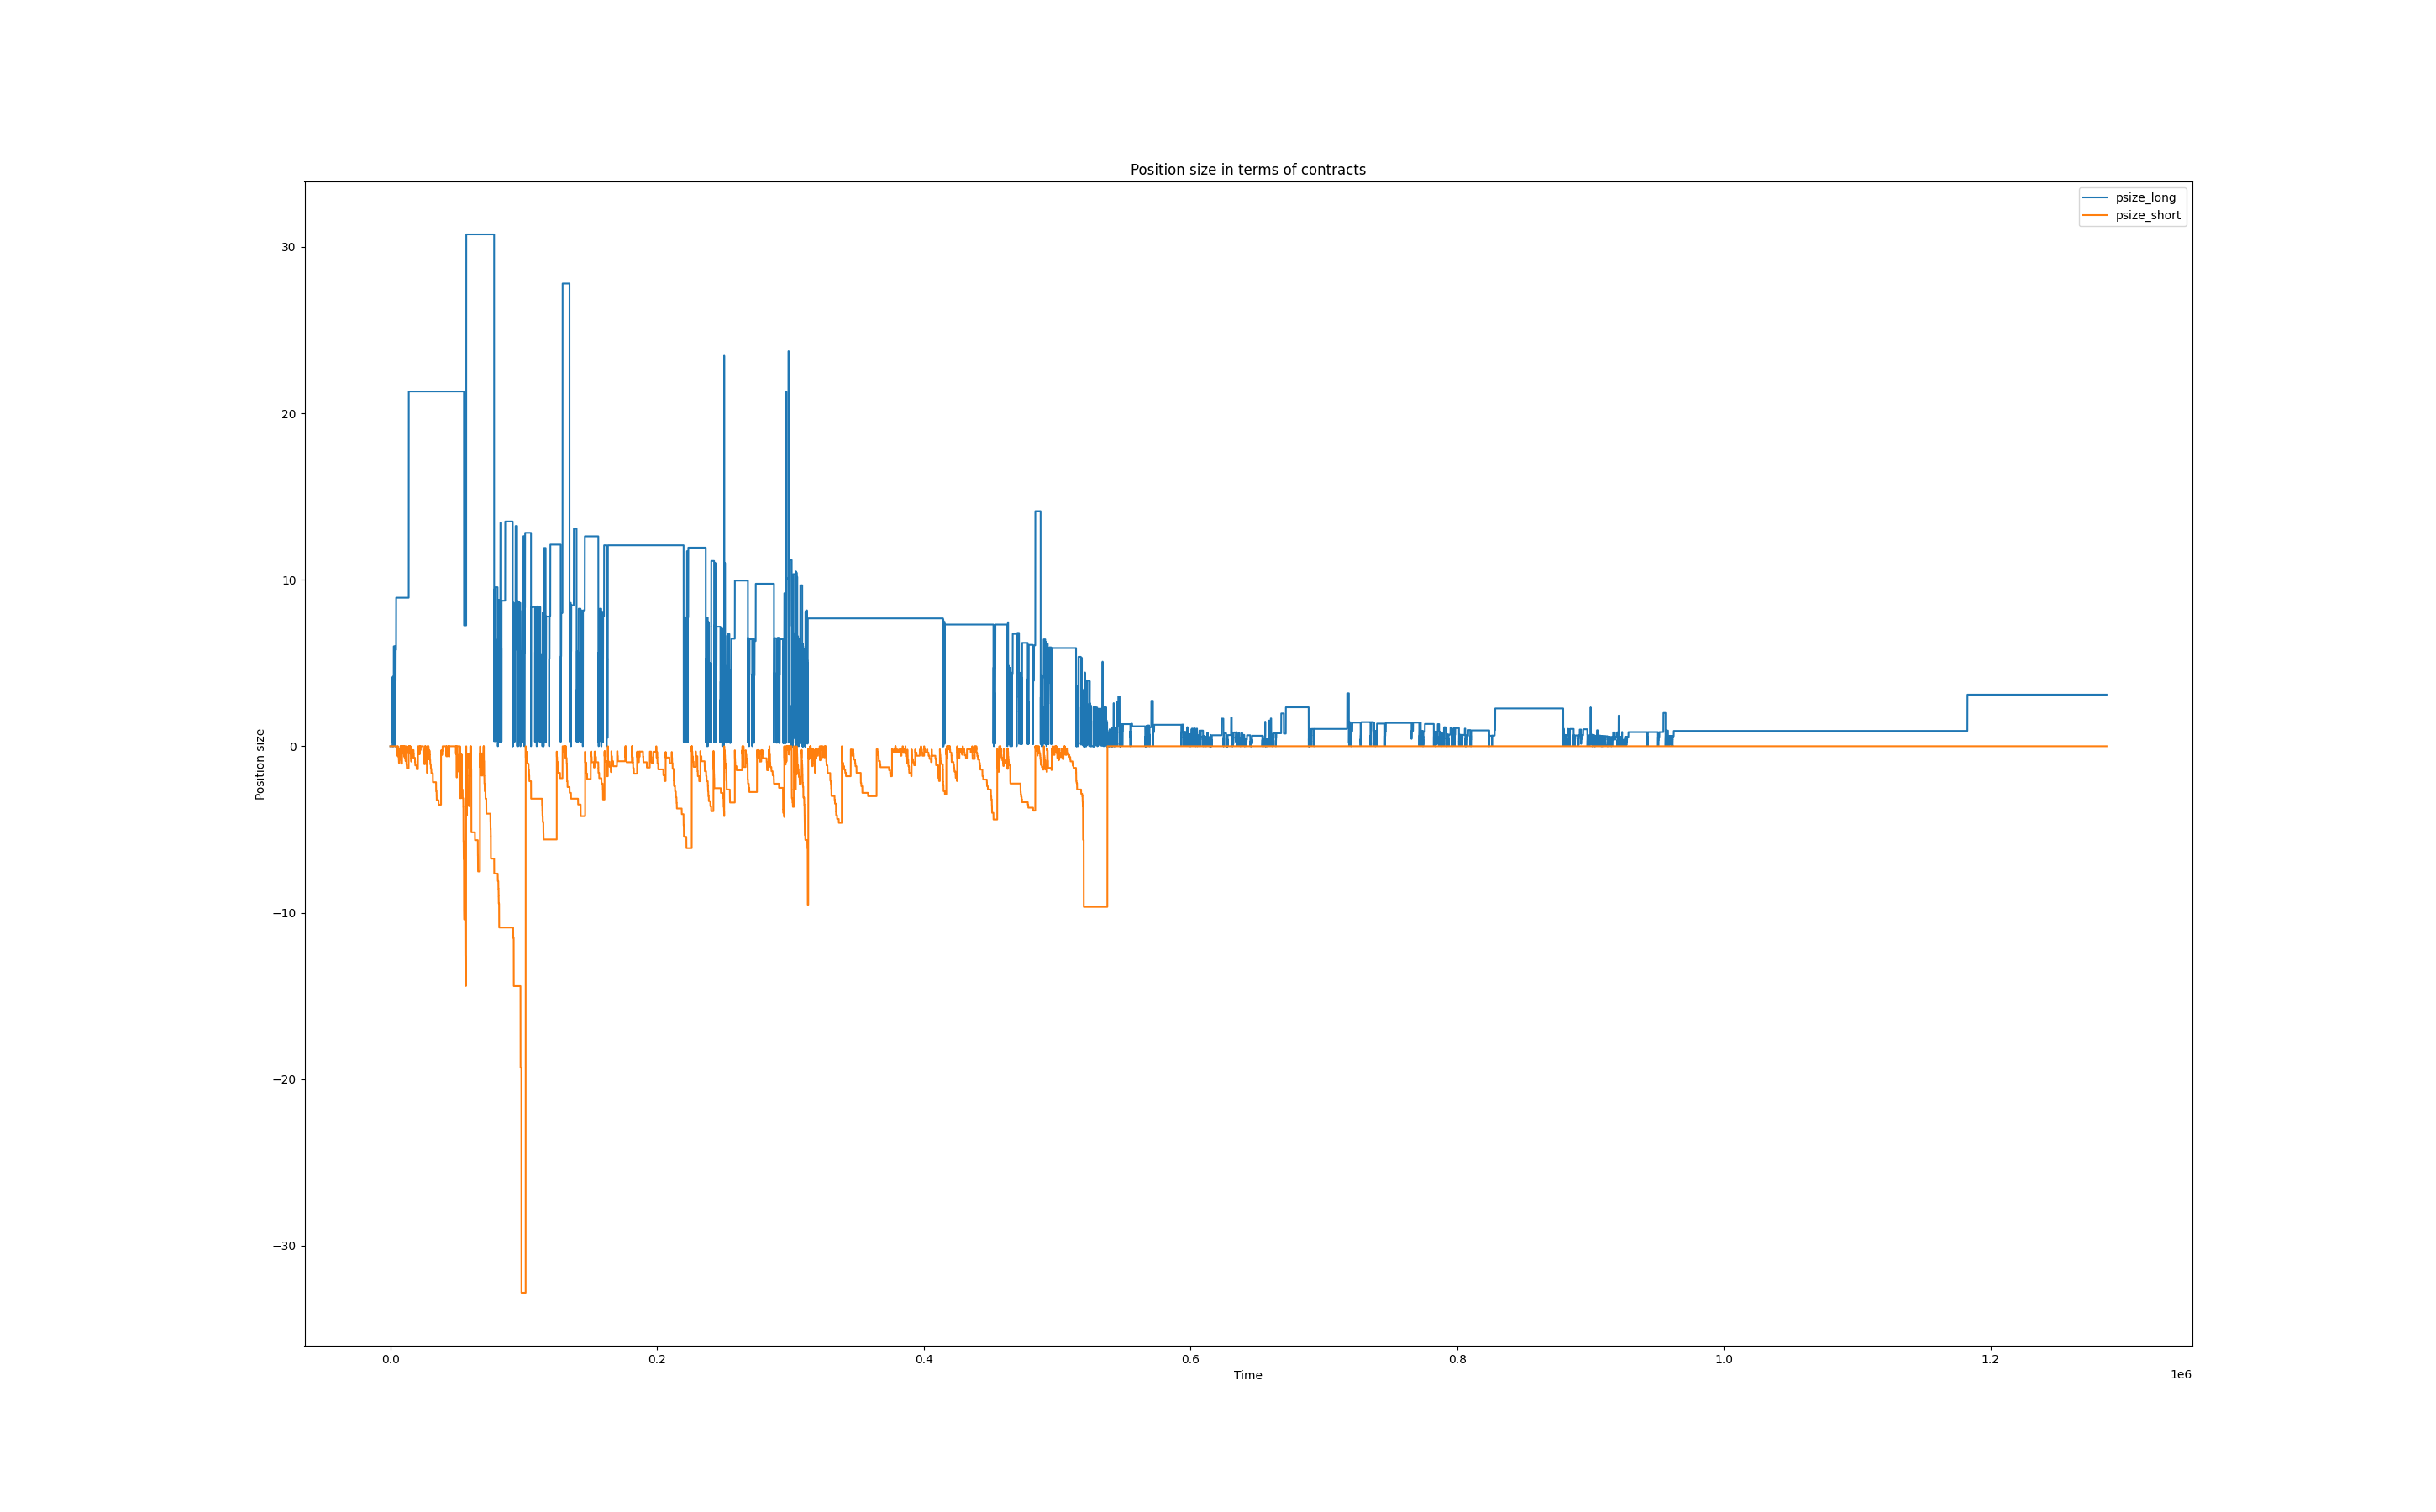 Position size in terms of contracts
psize_long
psize_short
Position size
30
20
10
0
−10
−20
−30
0.0 0.2 0.4 0.6 0.8 1.0 1.2
Time
1e6